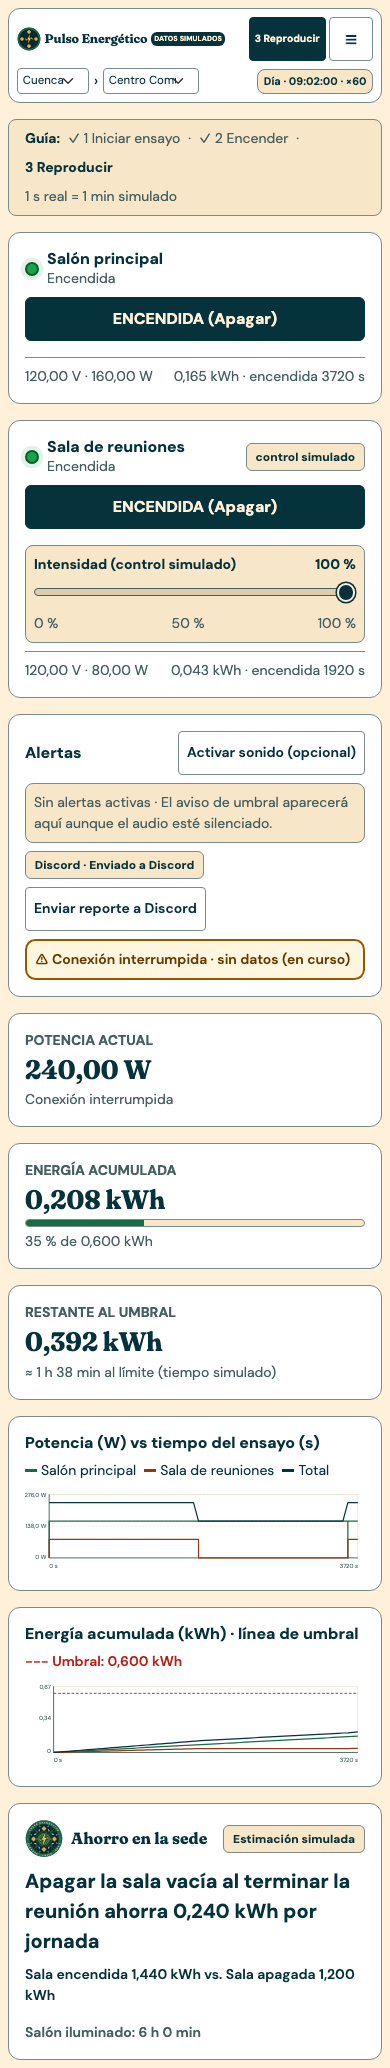 Pulso Energético DATOS SIMULADOS
3 Reproducir
≡
Cuenca
›
Centro Com
Día · 09:02:00 · ×60
Guía: ✓ 1 Iniciar ensayo · ✓ 2 Encender ·
3 Reproducir
1 s real = 1 min simulado
Salón principal
Encendida
ENCENDIDA (Apagar)
120,00 V · 160,00 W
0,165 kWh · encendida 3720 s
Sala de reuniones
Encendida
control simulado
ENCENDIDA (Apagar)
Intensidad (control simulado)
100 %
0 %
50 %
100 %
120,00 V · 80,00 W
0,043 kWh · encendida 1920 s
Alertas
Activar sonido (opcional)
Sin alertas activas · El aviso de umbral aparecerá
aquí aunque el audio esté silenciado.
Discord · Enviado a Discord
Enviar reporte a Discord
⚠ Conexión interrumpida · sin datos (en curso)
POTENCIA ACTUAL
240,00 W
Conexión interrumpida
ENERGÍA ACUMULADA
0,208 kWh
35 % de 0,600 kWh
RESTANTE AL UMBRAL
0,392 kWh
≈ 1 h 38 min al límite (tiempo simulado)
Potencia (W) vs tiempo del ensayo (s)
Salón principal
Sala de reuniones
Total
276,0 W
138,0 W
0 W
0 s
3720 s
Energía acumulada (kWh) · línea de umbral
--- Umbral: 0,600 kWh
0,67
0,34
0
0 s
3720 s
Ahorro en la sede
Estimación simulada
Apagar la sala vacía al terminar la
reunión ahorra 0,240 kWh por
jornada
Sala encendida 1,440 kWh vs. Sala apagada 1,200
kWh
Salón iluminado: 6 h 0 min